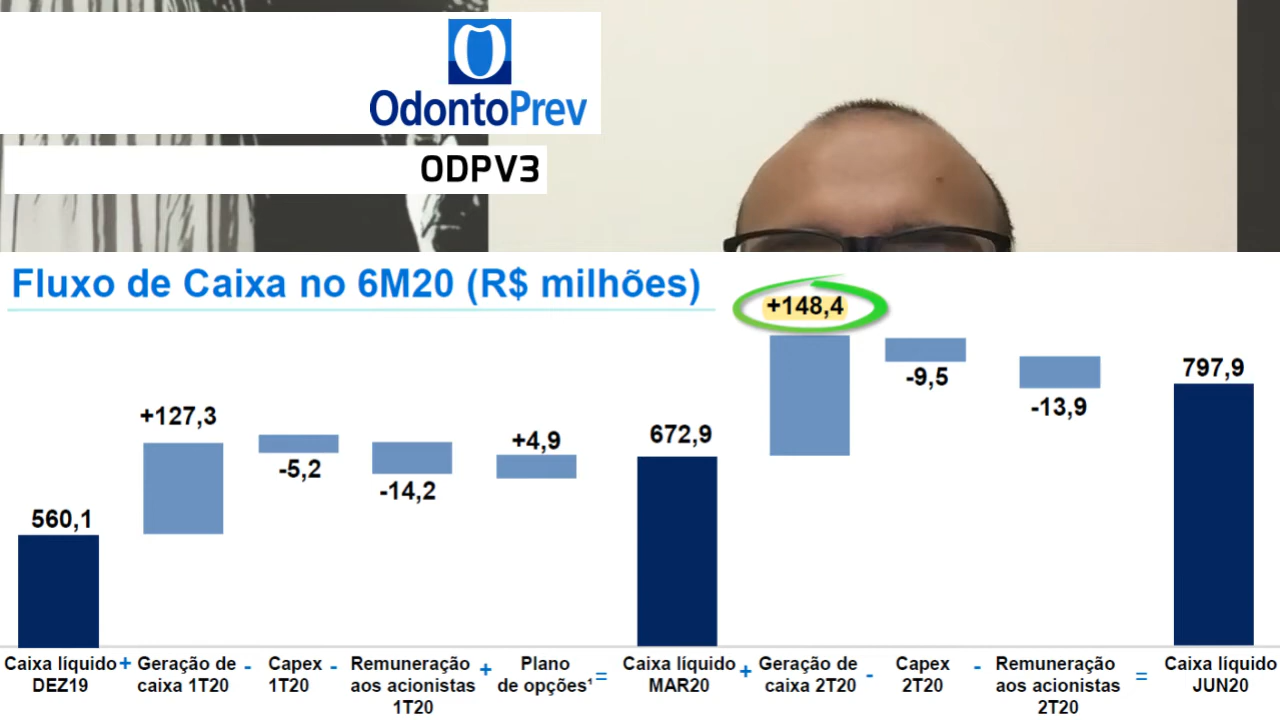 OdontoPrev
ODPV3
Fluxo de Caixa no 6M20 (R$ milhões)
+148,4
797,9
-9,5
-13,9
+127,3
672,9
+4,9
-5,2
-14,2
560,1
Caixa líquido + Geração de - Capex - Remuneração + Plano = Caixa líquido + Geração de - Capex - Remuneração = Caixa líquido
DEZ19 caixa 1T20 1T20 aos acionistas de opções¹ MAR20 caixa 2T20 2T20 aos acionistas JUN20
1T20 2T20